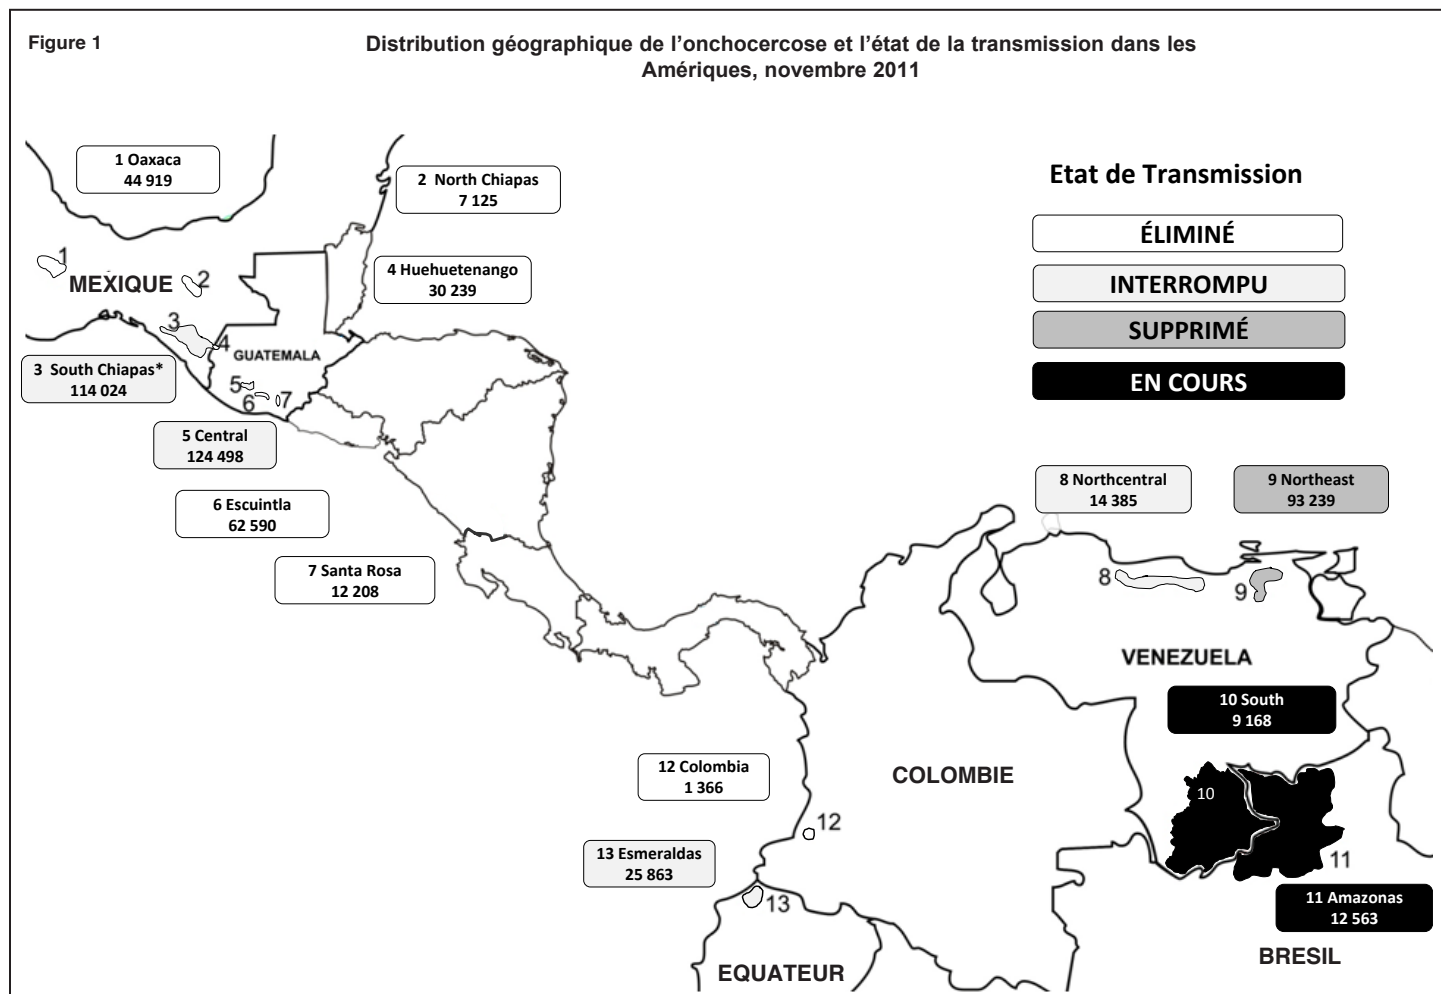 Figure 1
Distribution géographique de l'onchocercose et l'état de la transmission dans les
Amériques, novembre 2011
1 Oaxaca
44 919
2 North Chiapas
7 125
4 Huehuetenango
30 239
Etat de Transmission
ÉLIMINÉ
INTERROMPU
SUPPRIMÉ
EN COURS
1
MEXIQUE
2
3
4
GUATEMALA
5
6
7
3 South Chiapas*
114 024
5 Central
124 498
6 Escuintla
62 590
7 Santa Rosa
12 208
8 Northcentral
14 385
9 Northeast
93 239
8
9
VENEZUELA
10 South
9 168
12 Colombia
1 366
COLOMBIE
10
12
11
13 Esmeraldas
25 863
13
11 Amazonas
12 563
EQUATEUR
BRESIL